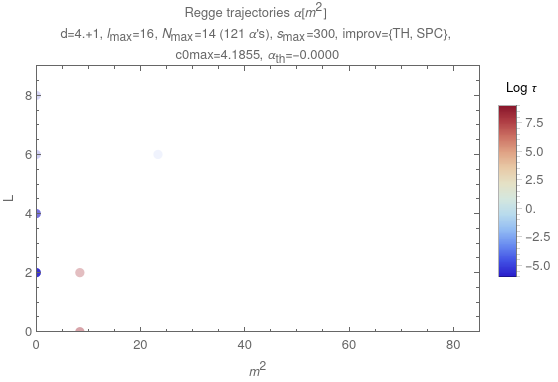 Regge trajectories α[m²]
d=4.+1, lmax=16, Nmax=14 (121 α's), smax=300, improv={TH, SPC},
c0max=4.1855, αth=−0.0000
Log τ
7.5
5.0
2.5
0.
−2.5
−5.0
L
8
6
4
2
0
0 20 40 60 80
m²